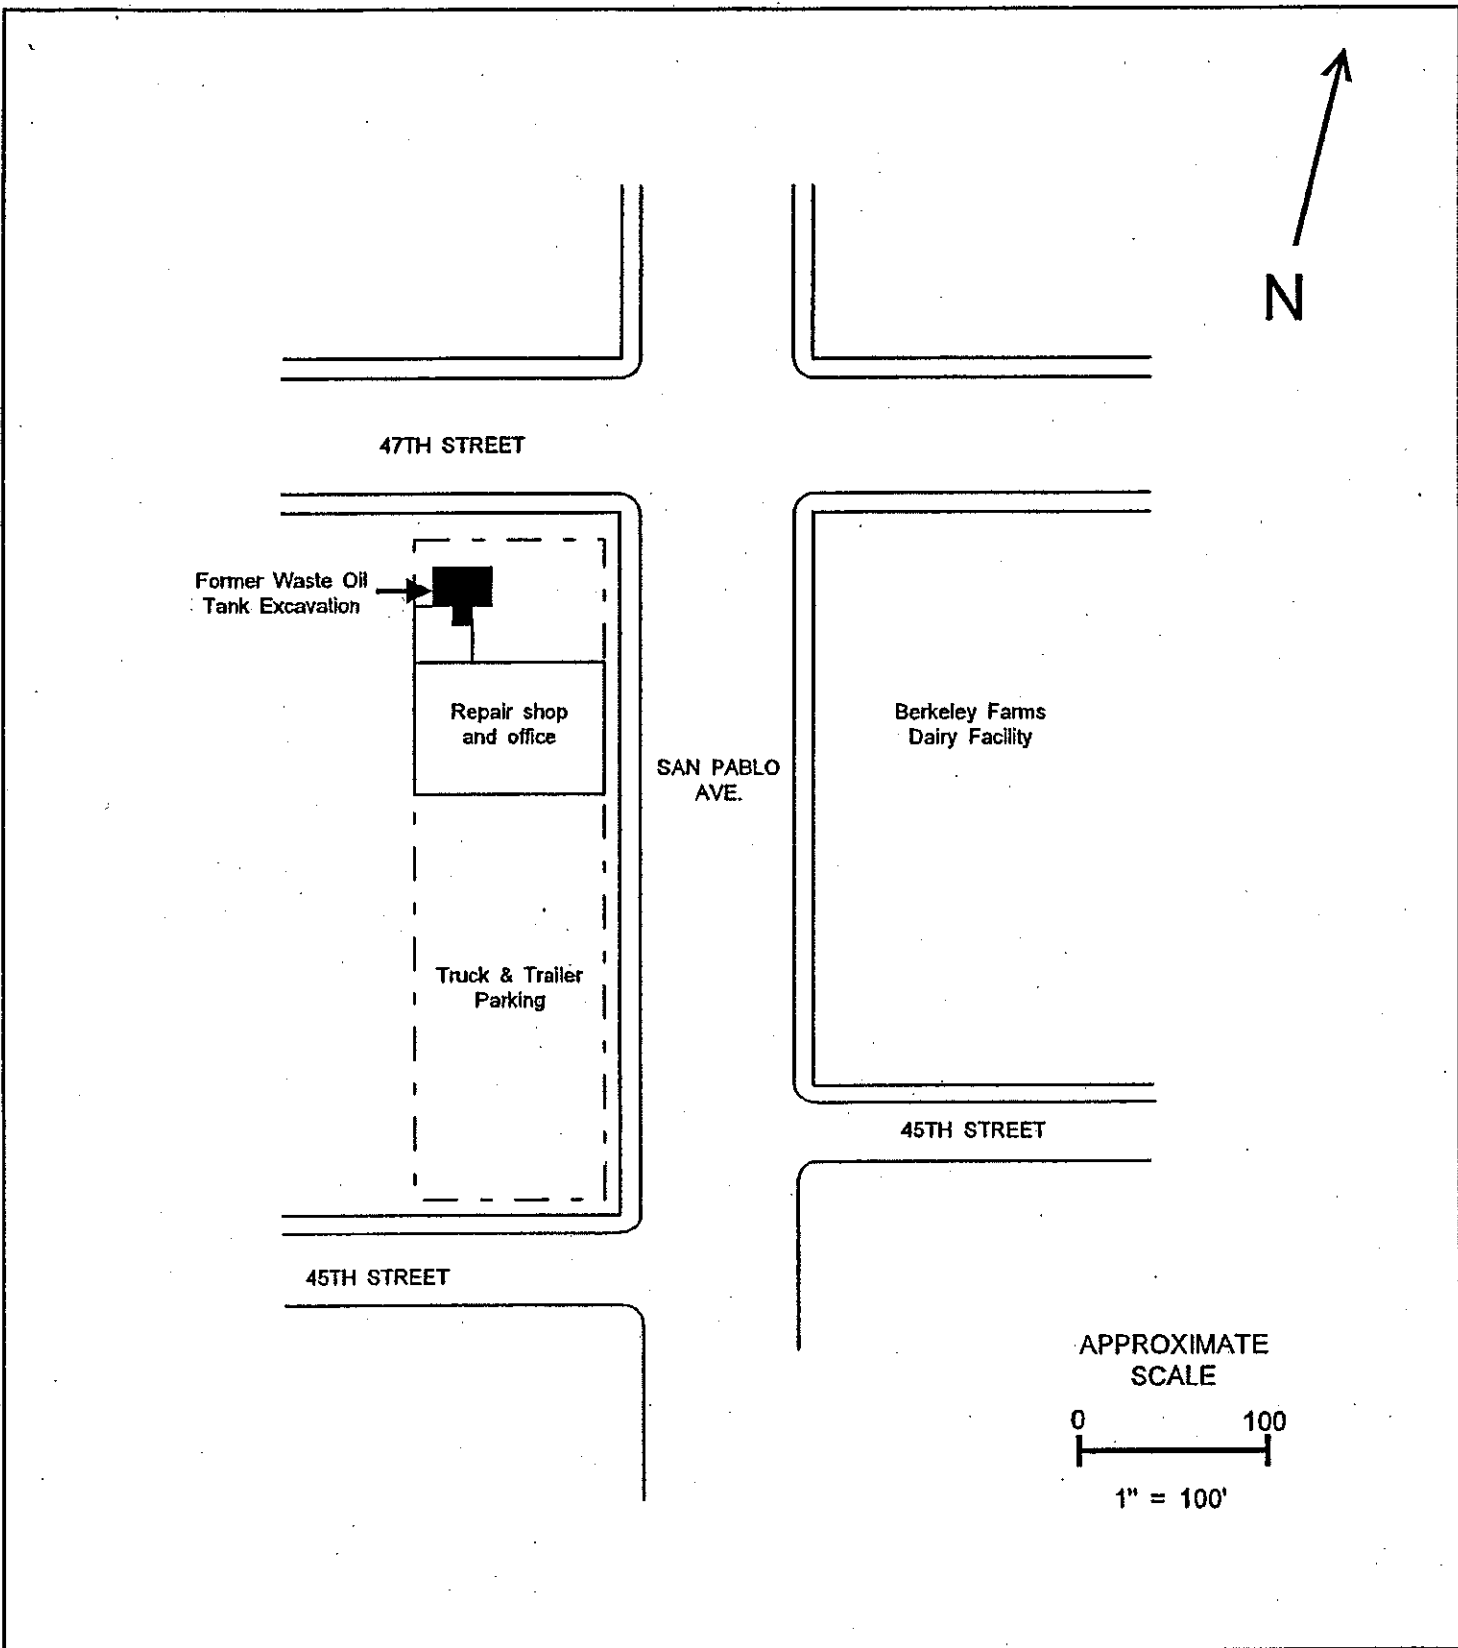 N
47TH STREET
Former Waste Oil
Tank Excavation
Repair shop
and office
Berkeley Farms
Dairy Facility
SAN PABLO
AVE.
Truck & Trailer
Parking
45TH STREET
45TH STREET
APPROXIMATE
SCALE
0 100
1" = 100'